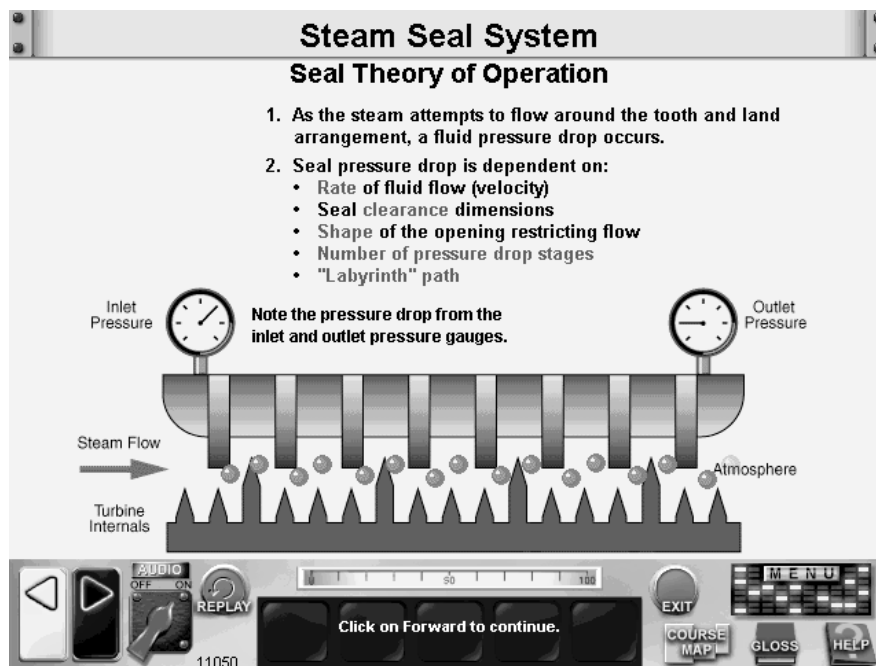 Steam Seal System
Seal Theory of Operation
1. As the steam attempts to flow around the tooth and land
arrangement, a fluid pressure drop occurs.
2. Seal pressure drop is dependent on:
• Rate of fluid flow (velocity)
• Seal clearance dimensions
• Shape of the opening restricting flow
• Number of pressure drop stages
• "Labyrinth" path
Inlet
Pressure
Note the pressure drop from the
inlet and outlet pressure gauges.
Outlet
Pressure
Steam Flow
Atmosphere
Turbine
Internals
AUDIO
OFF ON
REPLAY
0 50 100
EXIT
MENU
Click on Forward to continue.
COURSE
MAP
GLOSS
HELP
11050